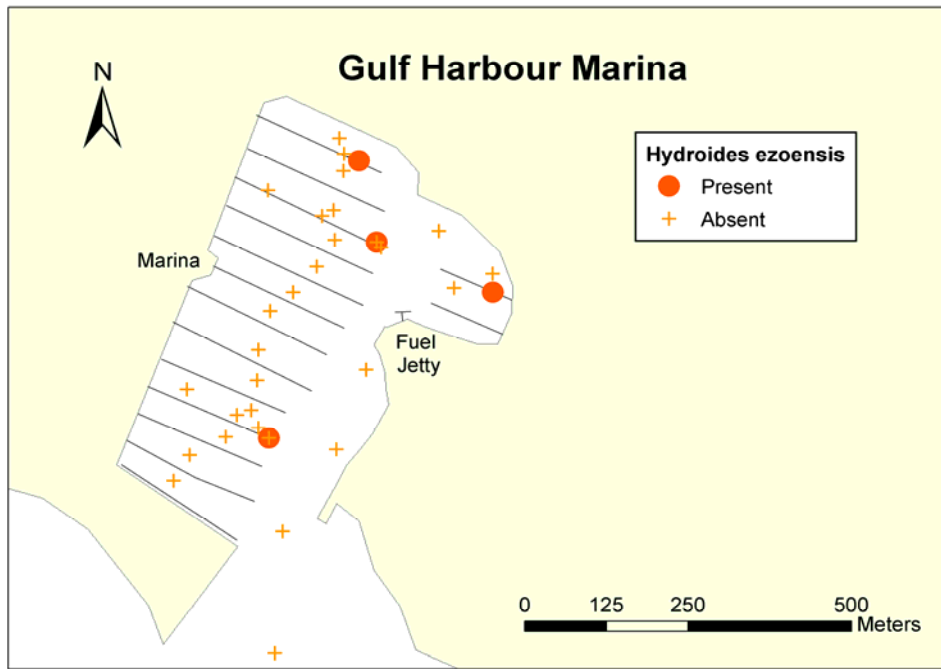 Gulf Harbour Marina
N
Hydroides ezoensis
Present
Absent
Marina
Fuel
Jetty
0 125 250 500
Meters